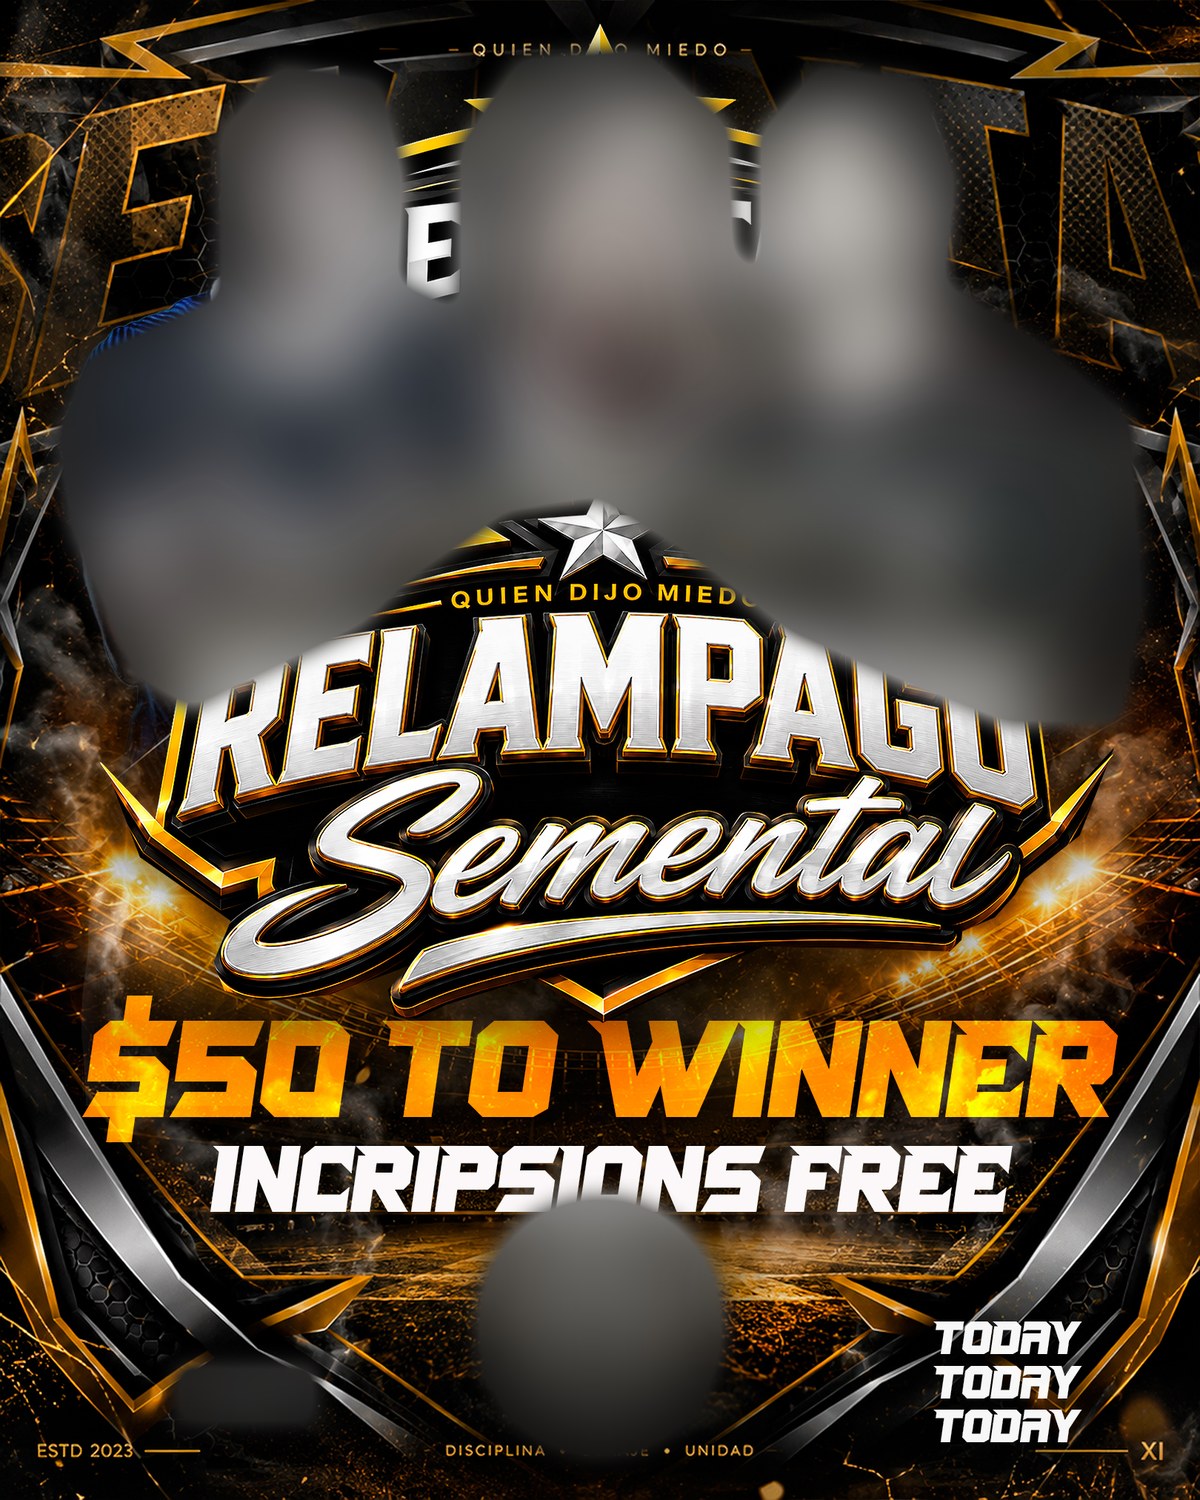 QUIEN DIJO MIEDO
E
QUIEN DIJO MIEDO
RELAMPAGO
Semental
$50 TO WINNER
INCRIPSIONS FREE
TODAY
TODAY
TODAY
ESTD 2023
DISCIPLINA • • UNIDAD
XI